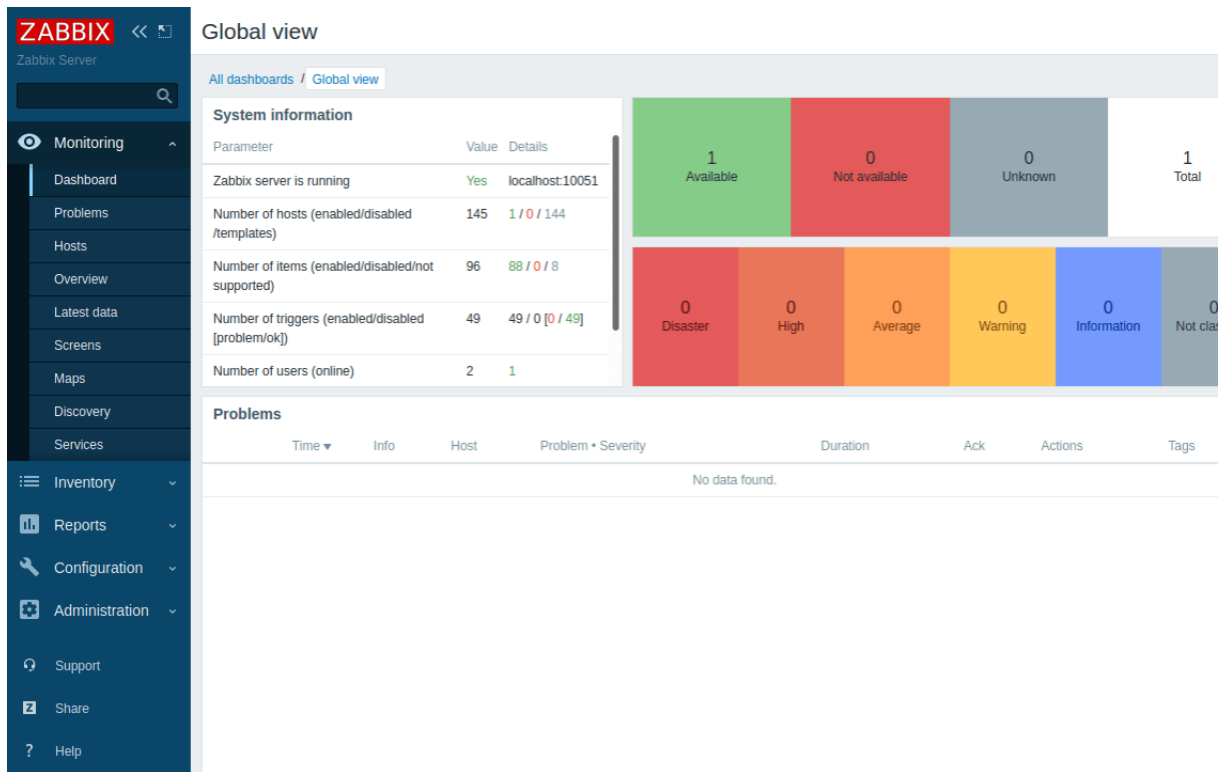 ZABBIX
Zabbix Server
Monitoring
Dashboard
Problems
Hosts
Overview
Latest data
Screens
Maps
Discovery
Services
Inventory
Reports
Configuration
Administration
Support
Share
Help
Global view
All dashboards / Global view
System information
Parameter Value Details
Zabbix server is running Yes localhost:10051
Number of hosts (enabled/disabled 145 1 / 0 / 144
/templates)
Number of items (enabled/disabled/not 96 88 / 0 / 8
supported)
Number of triggers (enabled/disabled 49 49 / 0 [0 / 49]
[problem/ok])
Number of users (online) 2 1
1 0 0 1
Available Not available Unknown Total
0 0 0 0 0 0
Disaster High Average Warning Information Not clas
Problems
Time Info Host Problem • Severity Duration Ack Actions Tags
No data found.